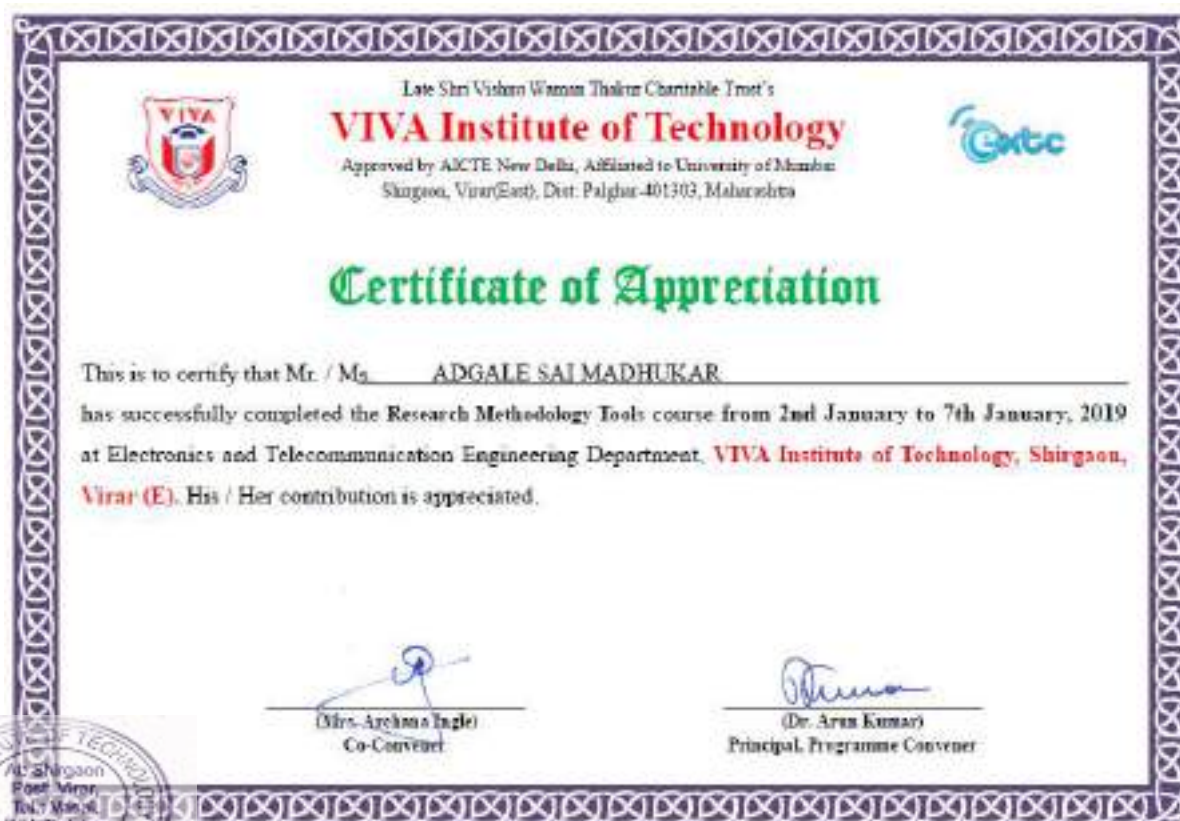 Late Shri Vishnu Waman Thakur Charitable Trust's
VIVA
VIVA Institute of Technology
extc
Approved by AICTE New Delhi, Affiliated to University of Mumbai
Shirgaon, Virar(East), Dist: Palghar-401303, Maharashtra
Certificate of Appreciation
This is to certify that Mr. / Ms. ADGALE SAI MADHUKAR
has successfully completed the Research Methodology Tools course from 2nd January to 7th January, 2019
at Electronics and Telecommunication Engineering Department, VIVA Institute of Technology, Shirgaon,
Virar (E). His / Her contribution is appreciated.
(Mrs. Archana Ingle)
Co-Convener
(Dr. Arun Kumar)
Principal, Programme Convener
OF TECHNOLO
At: Shirgaon
Post: Virar,